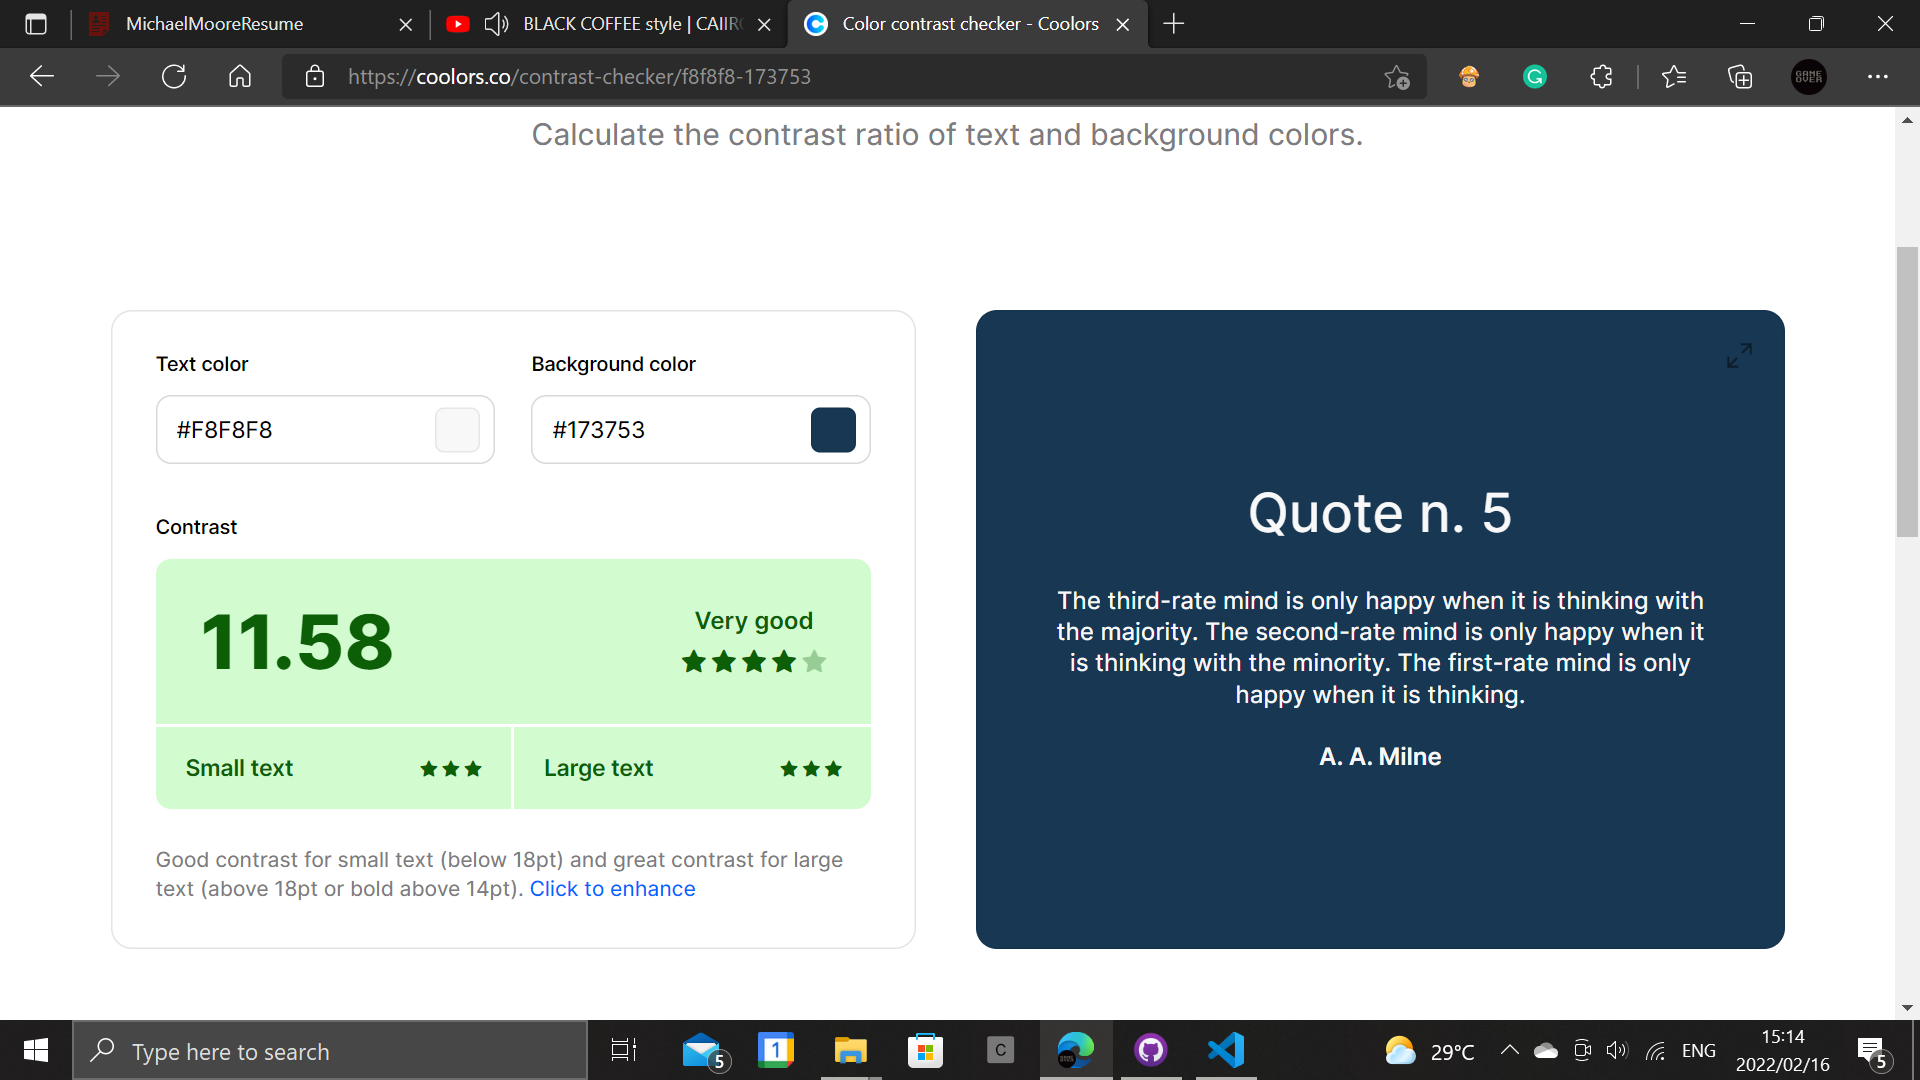 MichaelMooreResume
BLACK COFFEE style | CAIIR
Color contrast checker - Coolors
https://coolors.co/contrast-checker/f8f8f8-173753
GAME
OVER
Calculate the contrast ratio of text and background colors.
Text color
Background color
#F8F8F8
#173753
Contrast
11.58
Very good
Small text
Large text
Good contrast for small text (below 18pt) and great contrast for large
text (above 18pt or bold above 14pt). Click to enhance
Quote n. 5
The third-rate mind is only happy when it is thinking with
the majority. The second-rate mind is only happy when it
is thinking with the minority. The first-rate mind is only
happy when it is thinking.
A. A. Milne
Type here to search
5
1
C
29°C
ENG
15:14
2022/02/16
5